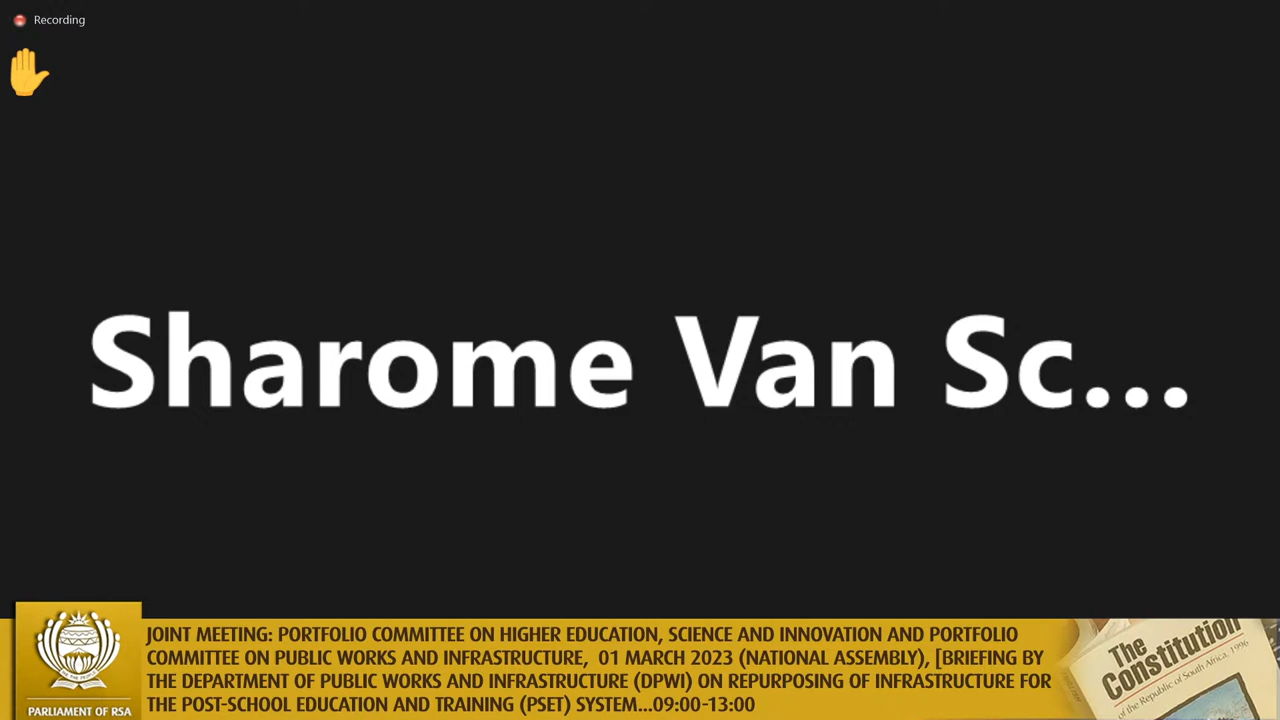 Recording
Sharome Van Sc...
JOINT MEETING: PORTFOLIO COMMITTEE ON HIGHER EDUCATION, SCIENCE AND INNOVATION AND PORTFOLIO
COMMITTEE ON PUBLIC WORKS AND INFRASTRUCTURE, 01 MARCH 2023 (NATIONAL ASSEMBLY), [BRIEFING BY
THE DEPARTMENT OF PUBLIC WORKS AND INFRASTRUCTURE (DPWI) ON REPURPOSING OF INFRASTRUCTURE FOR
THE POST-SCHOOL EDUCATION AND TRAINING (PSET) SYSTEM...09:00-13:00
PARLIAMENT OF RSA
The
Constitution
of the Republic of South Africa, 1996